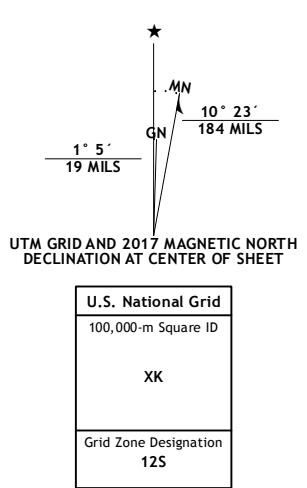 ★
MN
GN
10° 23´
184 MILS
1° 5´
19 MILS
UTM GRID AND 2017 MAGNETIC NORTH
DECLINATION AT CENTER OF SHEET
U.S. National Grid
100,000-m Square ID
XK
Grid Zone Designation
12S